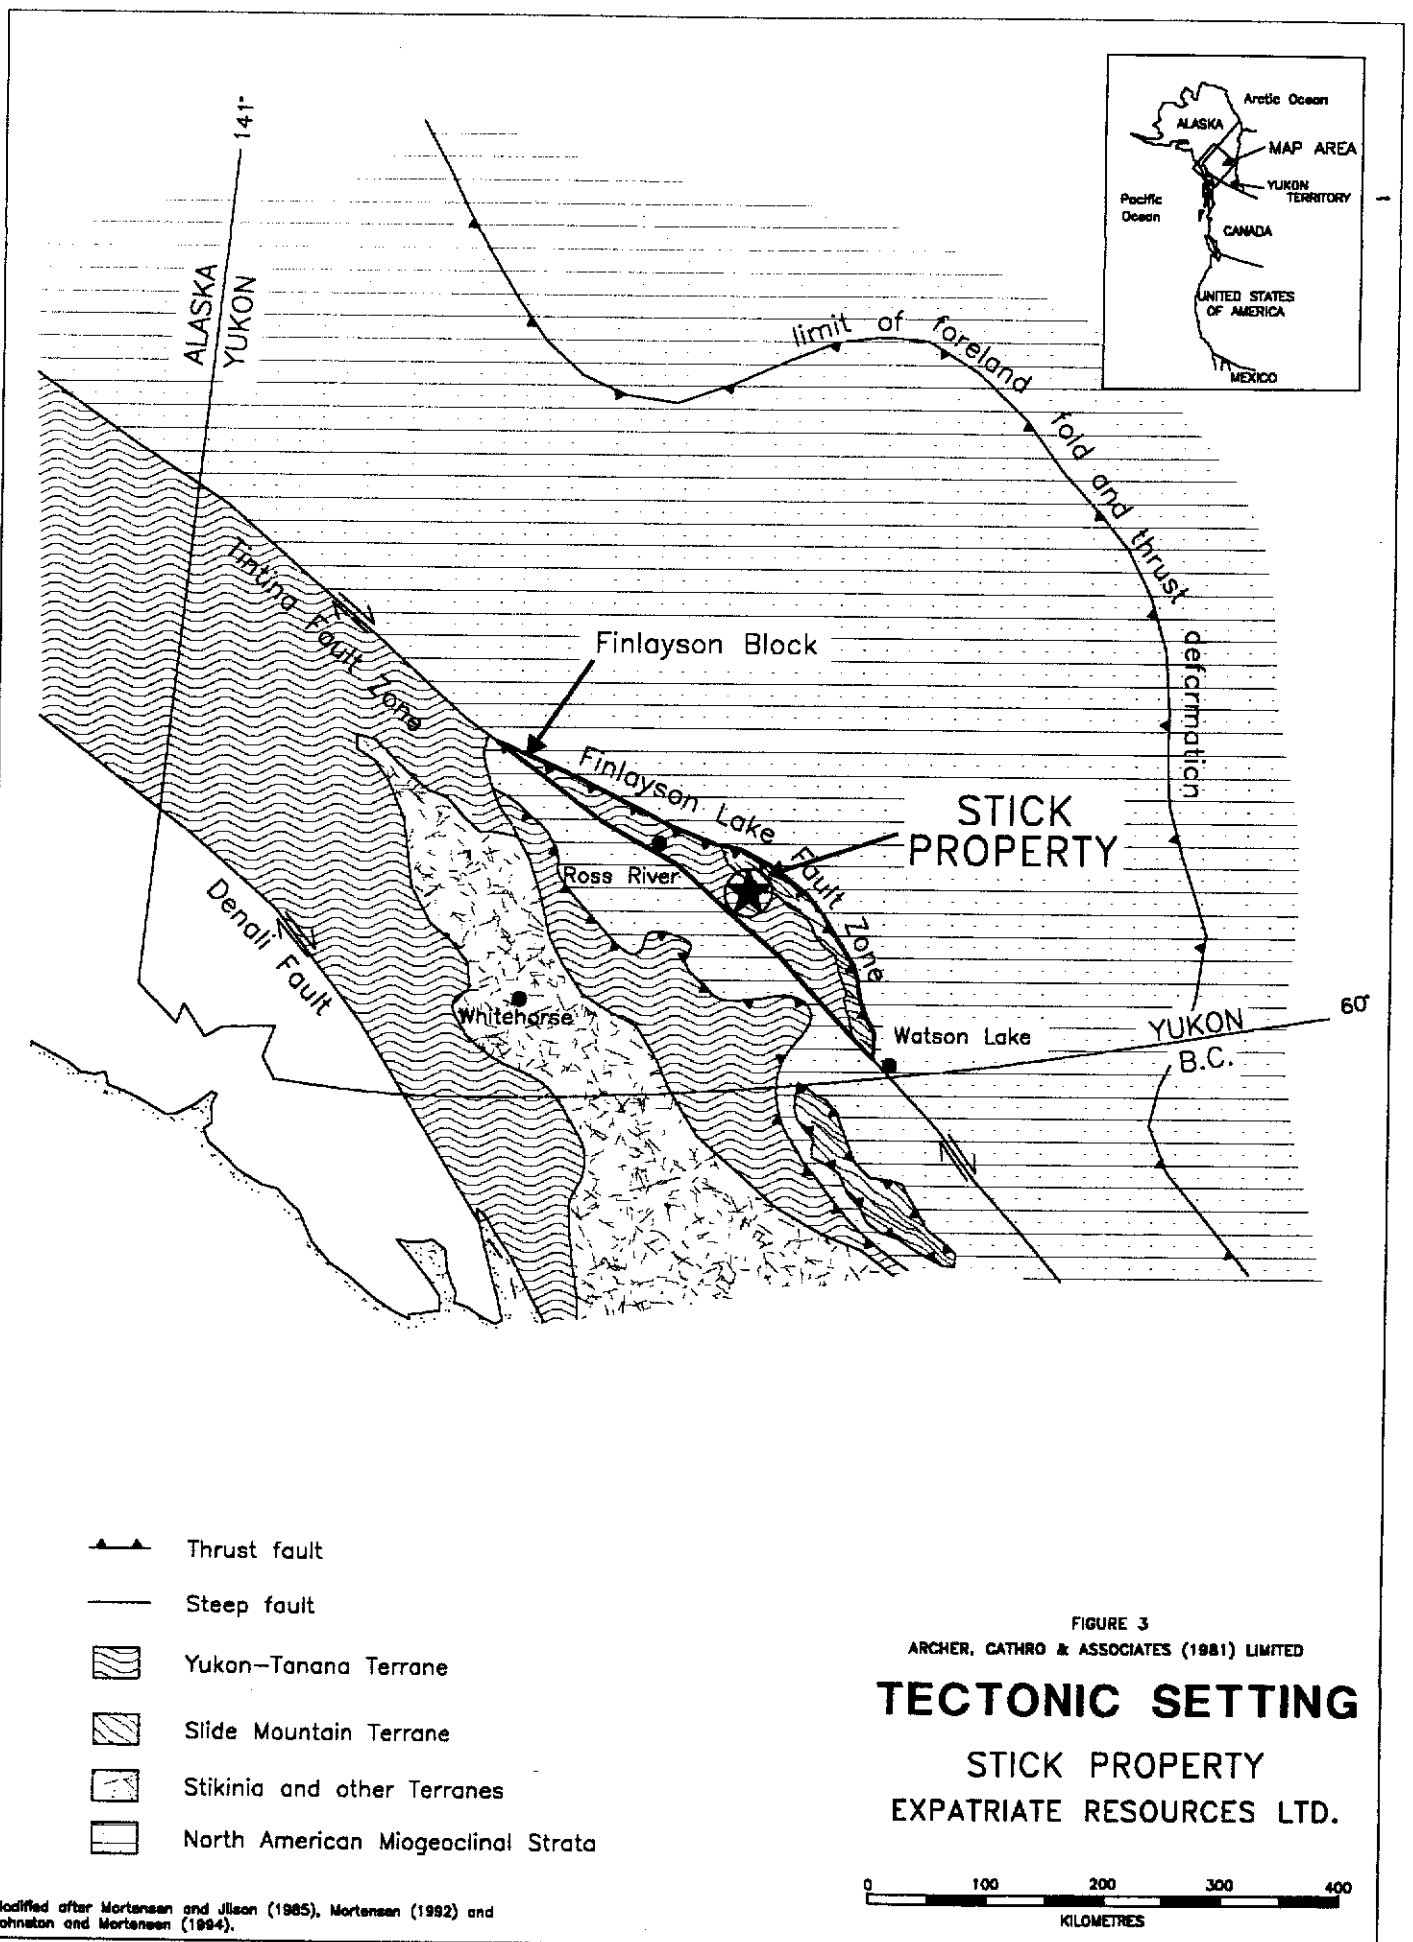 141°
Arctic Ocean
ALASKA
MAP AREA
YUKON
TERRITORY
Pacific
Ocean
CANADA
UNITED STATES
OF AMERICA
MEXICO
ALASKA
YUKON
limit of foreland fold and thrust deformation
Tintina Fault Zone
Finlayson Block
Finlayson Lake Fault Zone
STICK
PROPERTY
Ross River
Denali Fault
Whitehorse
Watson Lake
60°
YUKON
B.C.
Thrust fault
Steep fault
Yukon-Tanana Terrane
Slide Mountain Terrane
Stikinia and other Terranes
North American Miogeoclinal Strata
FIGURE 3
ARCHER, CATHRO & ASSOCIATES (1981) LIMITED
TECTONIC SETTING
STICK PROPERTY
EXPATRIATE RESOURCES LTD.
0 100 200 300 400
KILOMETRES
after Mortensen and Jilson (1985), Mortensen (1992) and
and Mortensen (1994).